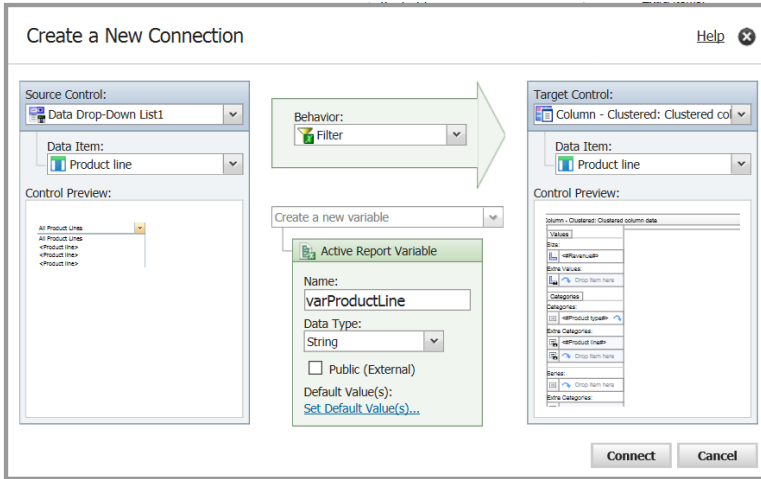 Create a New Connection
Help
Source Control:
Data Drop-Down List1
Data Item:
Product line
Control Preview:
All Product Lines
All Product Lines
<Product line>
<Product line>
<Product line>
Behavior:
Filter
Create a new variable
Active Report Variable
Name:
varProductLine
Data Type:
String
Public (External)
Default Value(s):
Set Default Value(s)...
Target Control:
Column - Clustered: Clustered col
Data Item:
Product line
Control Preview:
Column - Clustered: Clustered column data
Values
Size:
<#Revenue#>
Extra Values:
Drop item here
Categories
Categories:
<#Product type#>
Extra Categories:
<#Product line#>
Drop item here
Series:
Drop item here
Extra Categories:
Connect
Cancel